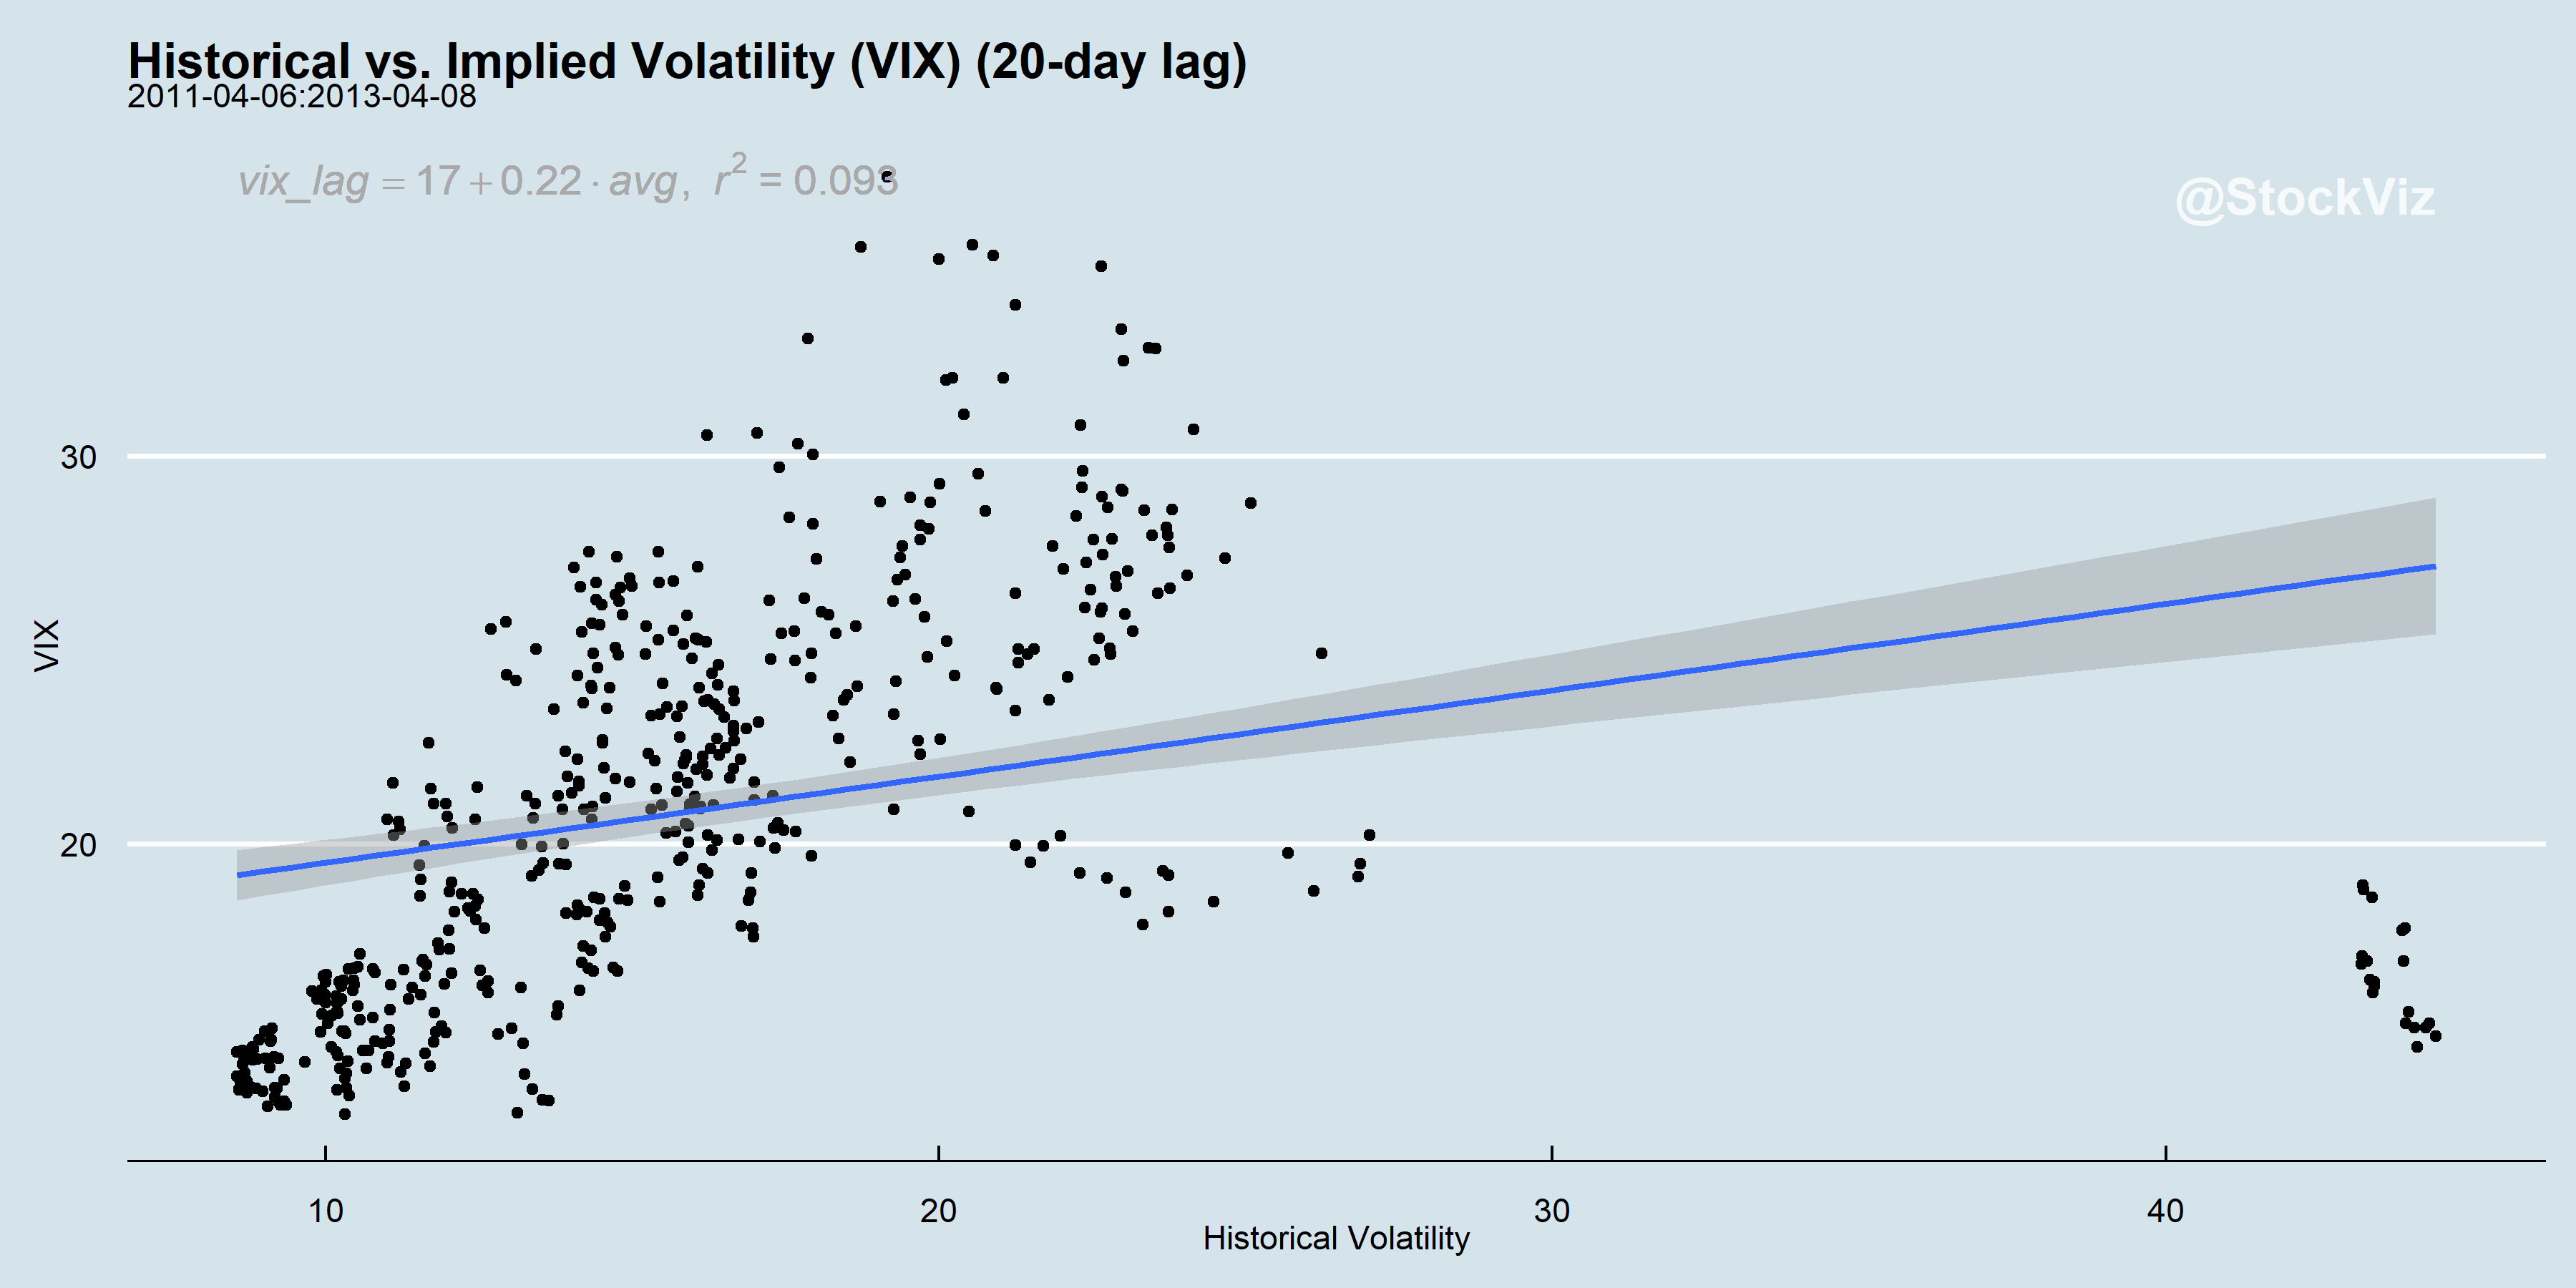 Historical vs. Implied Volatility (VIX) (20-day lag)
2011-04-06:2013-04-08
vix_lag = 17 + 0.22 · avg, r² = 0.093
@StockViz
30
20
VIX
10 20 30 40
Historical Volatility